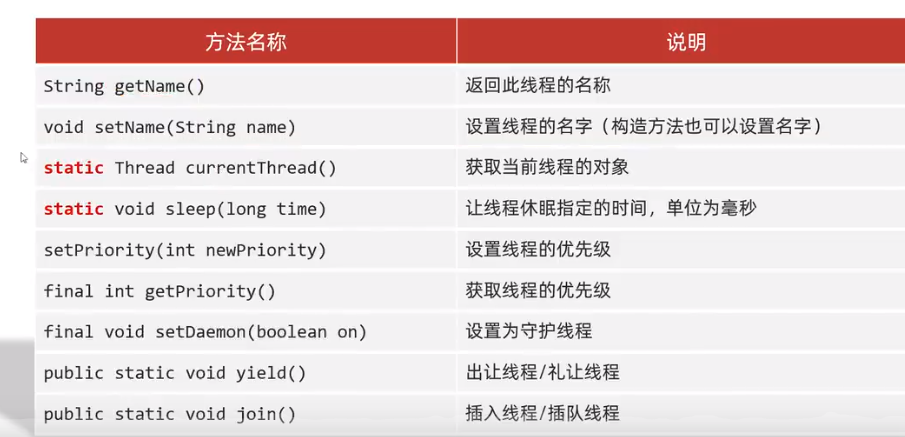 方法名称 说明
String getName() 返回此线程的名称
void setName(String name) 设置线程的名字（构造方法也可以设置名字）
static Thread currentThread() 获取当前线程的对象
static void sleep(long time) 让线程休眠指定的时间，单位为毫秒
setPriority(int newPriority) 设置线程的优先级
final int getPriority() 获取线程的优先级
final void setDaemon(boolean on) 设置为守护线程
public static void yield() 出让线程/礼让线程
public static void join() 插入线程/插队线程